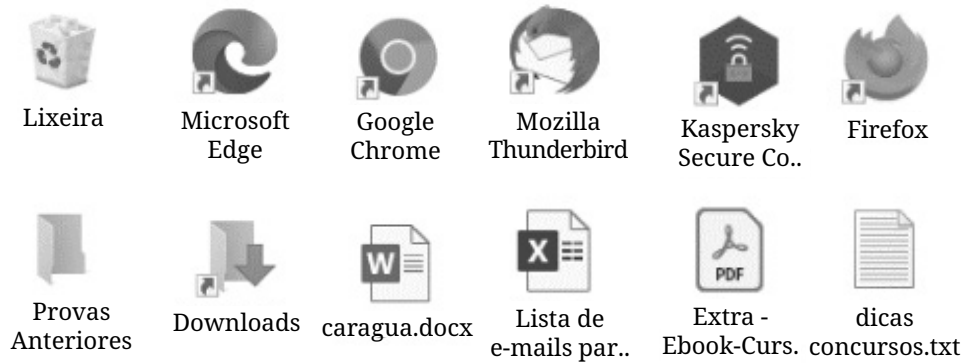 Lixeira
Microsoft
Edge
Google
Chrome
Mozilla
Thunderbird
Kaspersky
Secure Co..
Firefox
Provas
Anteriores
Downloads
W
caragua.docx
X
Lista de
e-mails par..
PDF
Extra -
Ebook-Curs.
dicas
concursos.txt